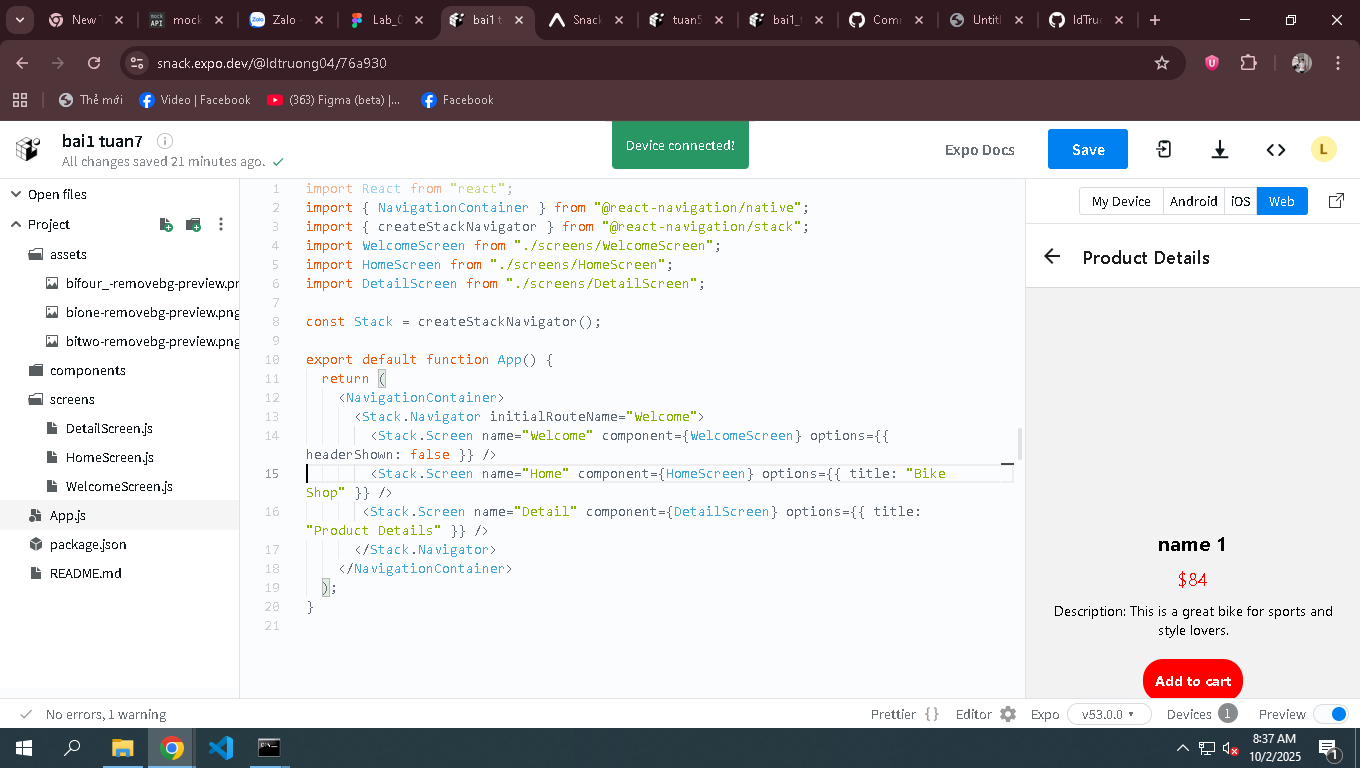 New T
mock
Zalo -
Lab_0
bai1 t
Snack
tuan5
bai1_t
Com
Untitl
ldTru
snack.expo.dev/@ldtruong04/76a930
Thẻ mới
Video | Facebook
(363) Figma (beta) |...
Facebook
bai1 tuan7
All changes saved 21 minutes ago.
Device connected!
Expo Docs
Save
L
Open files
Project
assets
bifour_-removebg-preview.pr
bione-removebg-preview.png
bitwo-removebg-preview.png
components
screens
DetailScreen.js
HomeScreen.js
WelcomeScreen.js
App.js
package.json
README.md
1 import React from "react";
2 import { NavigationContainer } from "@react-navigation/native";
3 import { createStackNavigator } from "@react-navigation/stack";
4 import WelcomeScreen from "./screens/WelcomeScreen";
5 import HomeScreen from "./screens/HomeScreen";
6 import DetailScreen from "./screens/DetailScreen";
7
8 const Stack = createStackNavigator();
9
10 export default function App() {
11 return (
12 <NavigationContainer>
13 <Stack.Navigator initialRouteName="Welcome">
14 <Stack.Screen name="Welcome" component={WelcomeScreen} options={{
headerShown: false }} />
15 <Stack.Screen name="Home" component={HomeScreen} options={{ title: "Bike
Shop" }} />
16 <Stack.Screen name="Detail" component={DetailScreen} options={{ title:
"Product Details" }} />
17 </Stack.Navigator>
18 </NavigationContainer>
19 );
20 }
21
My Device
Android
iOS
Web
Product Details
name 1
$84
Description: This is a great bike for sports and
style lovers.
Add to cart
No errors, 1 warning
Prettier {}
Editor
Expo
v53.0.0
Devices 1
Preview
8:37 AM
10/2/2025
1